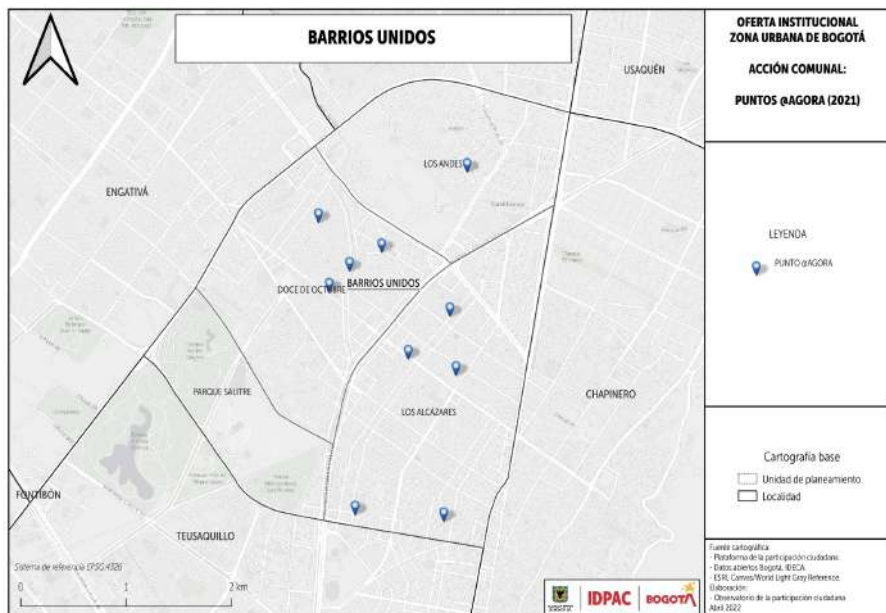 BARRIOS UNIDOS
OFERTA INSTITUCIONAL
ZONA URBANA DE BOGOTÁ
ACCIÓN COMUNAL:
PUNTOS @AGORA (2021)
USAQUÉN
LOS ANDES
ENGATIVÁ
LEYENDA
PUNTO @AGORA
DOCE DE OCTUBRE
BARRIOS UNIDOS
PARQUE SALITRE
CHAPINERO
LOS ALCÁZARES
FONTIBÓN
TEUSAQUILLO
Cartografía base
Unidad de planeamiento
Localidad
Sistema de referencia EPSG:4326
0 1 2 km
IDPAC
BOGOTÁ
Fuente cartográfica:
- Plataforma de la participación ciudadana.
- Datos abiertos Bogotá, IDECA.
- ESRI, Canvas/World Light Gray Reference.
Elaboración:
- Observatorio de la participación ciudadana
Abril 2022